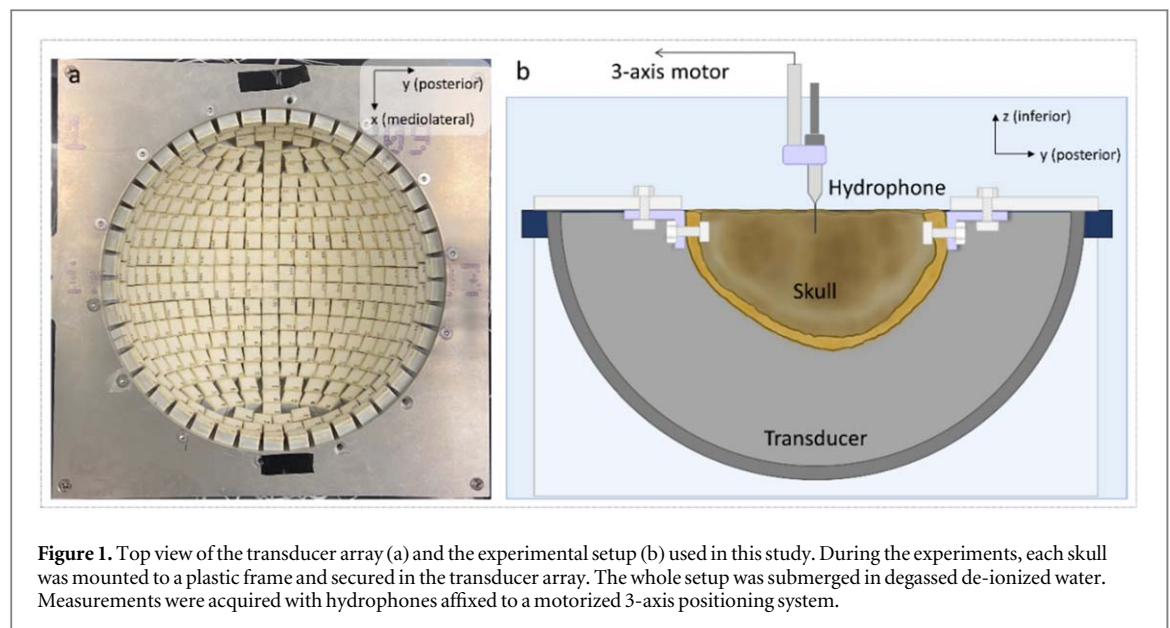 a
y (posterior)
x (mediolateral)
b
3-axis motor
z (inferior)
y (posterior)
Hydrophone
Skull
Transducer
Figure 1. Top view of the transducer array (a) and the experimental setup (b) used in this study. During the experiments, each skull
was mounted to a plastic frame and secured in the transducer array. The whole setup was submerged in degassed de-ionized water.
Measurements were acquired with hydrophones affixed to a motorized 3-axis positioning system.